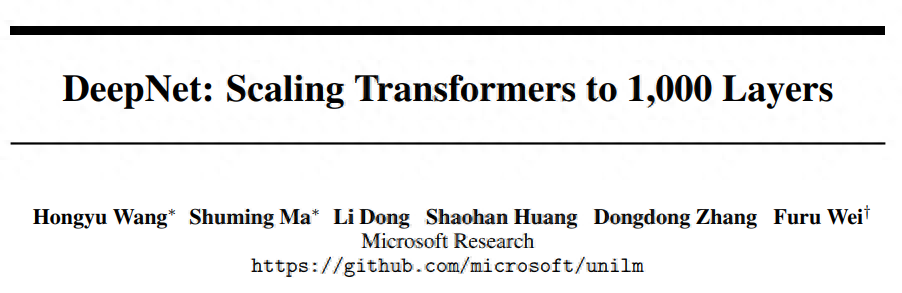 DeepNet: Scaling Transformers to 1,000 Layers
Hongyu Wang* Shuming Ma* Li Dong Shaohan Huang Dongdong Zhang Furu Wei†
Microsoft Research
https://github.com/microsoft/unilm